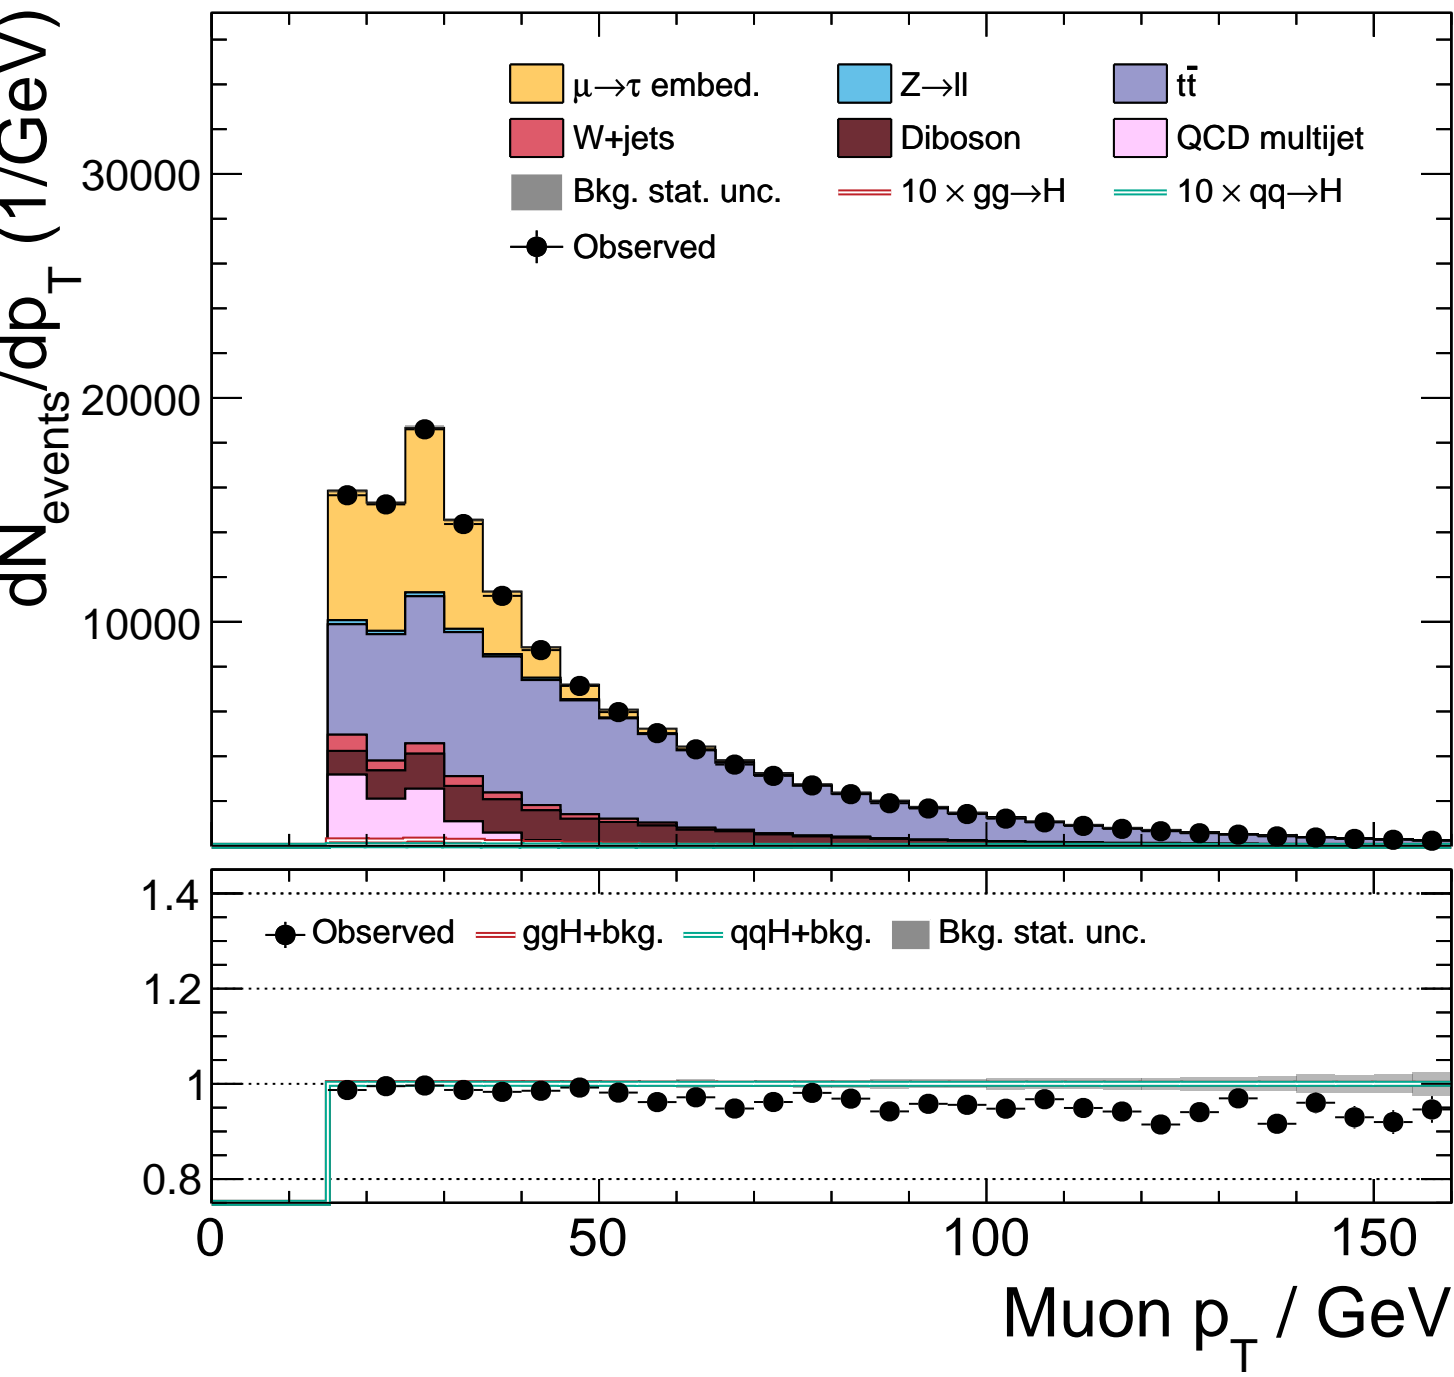 dN_events/dp_T (1/GeV)
30000
20000
10000
μ→τ embed. Z→ll tt̄
W+jets Diboson QCD multijet
Bkg. stat. unc. 10 × gg→H 10 × qq→H
Observed
1.4
1.2
1
0.8
Observed ggH+bkg. qqH+bkg. Bkg. stat. unc.
0 50 100 150
Muon p_T / GeV